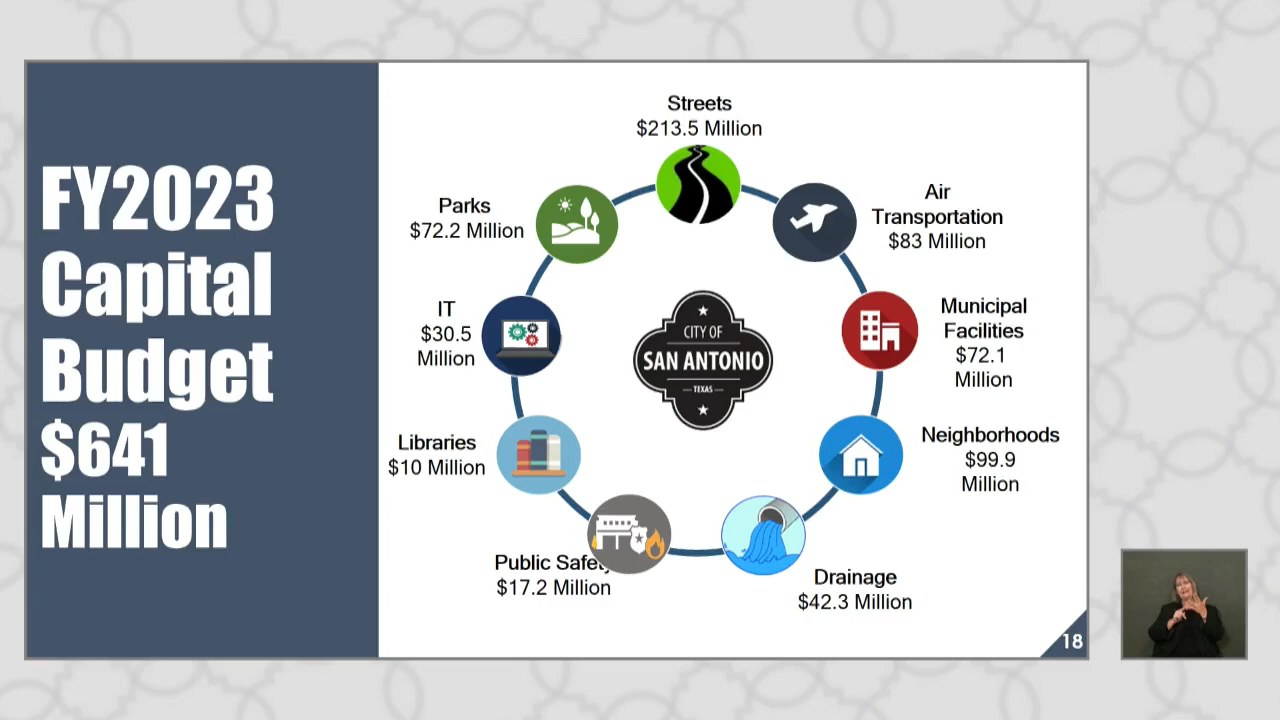 FY2023
Capital
Budget
$641
Million
Streets
$213.5 Million
Air
Transportation
$83 Million
Municipal
Facilities
$72.1
Million
Neighborhoods
$99.9
Million
Drainage
$42.3 Million
Public Safety
$17.2 Million
Libraries
$10 Million
IT
$30.5
Million
Parks
$72.2 Million
CITY OF
SAN ANTONIO
TEXAS
18